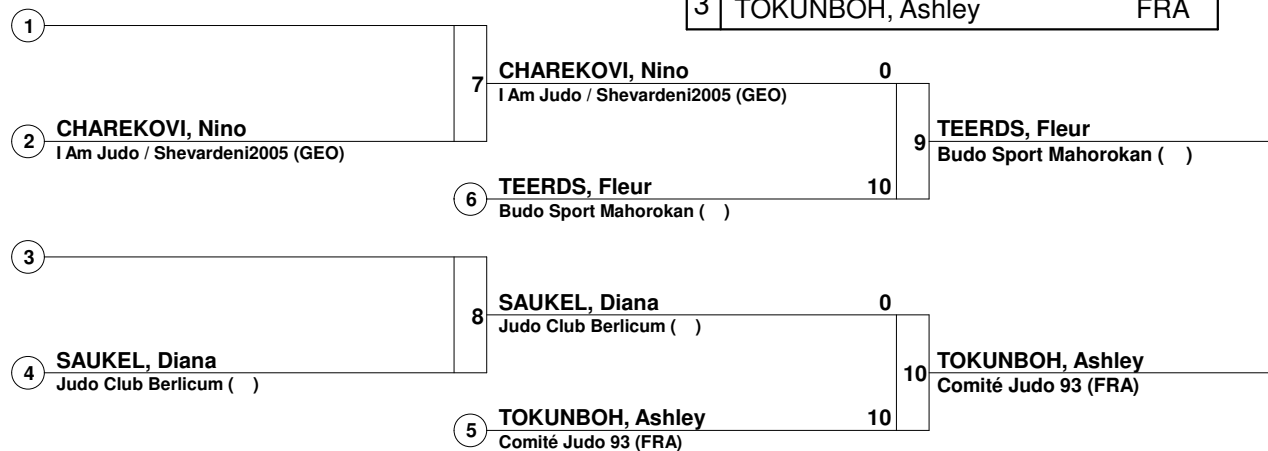 3 TOKUNBOH, Ashley FRA
1
7 CHAREKOVI, Nino 0
I Am Judo / Shevardeni2005 (GEO)
2 CHAREKOVI, Nino
I Am Judo / Shevardeni2005 (GEO)
9 TEERDS, Fleur
Budo Sport Mahorokan ( )
6 TEERDS, Fleur 10
Budo Sport Mahorokan ( )
3
8 SAUKEL, Diana 0
Judo Club Berlicum ( )
4 SAUKEL, Diana
Judo Club Berlicum ( )
10 TOKUNBOH, Ashley
Comité Judo 93 (FRA)
5 TOKUNBOH, Ashley 10
Comité Judo 93 (FRA)